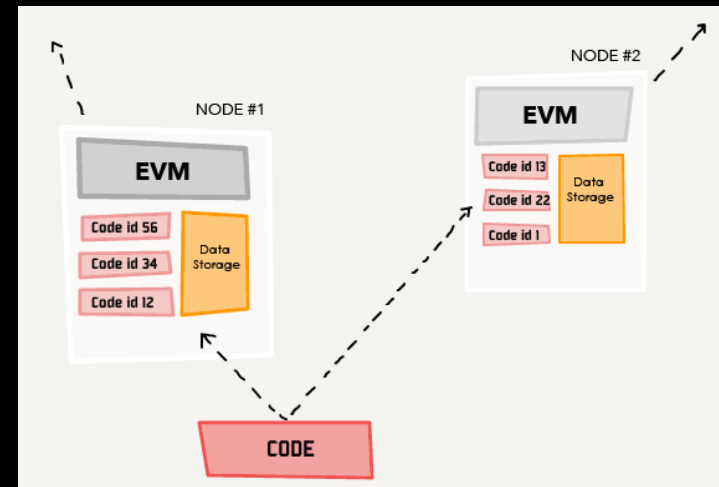 NODE #1
EVM
Code id 56
Code id 34
Code id 12
Data
Storage
NODE #2
EVM
Code id 13
Code id 22
Code id 1
Data
Storage
CODE